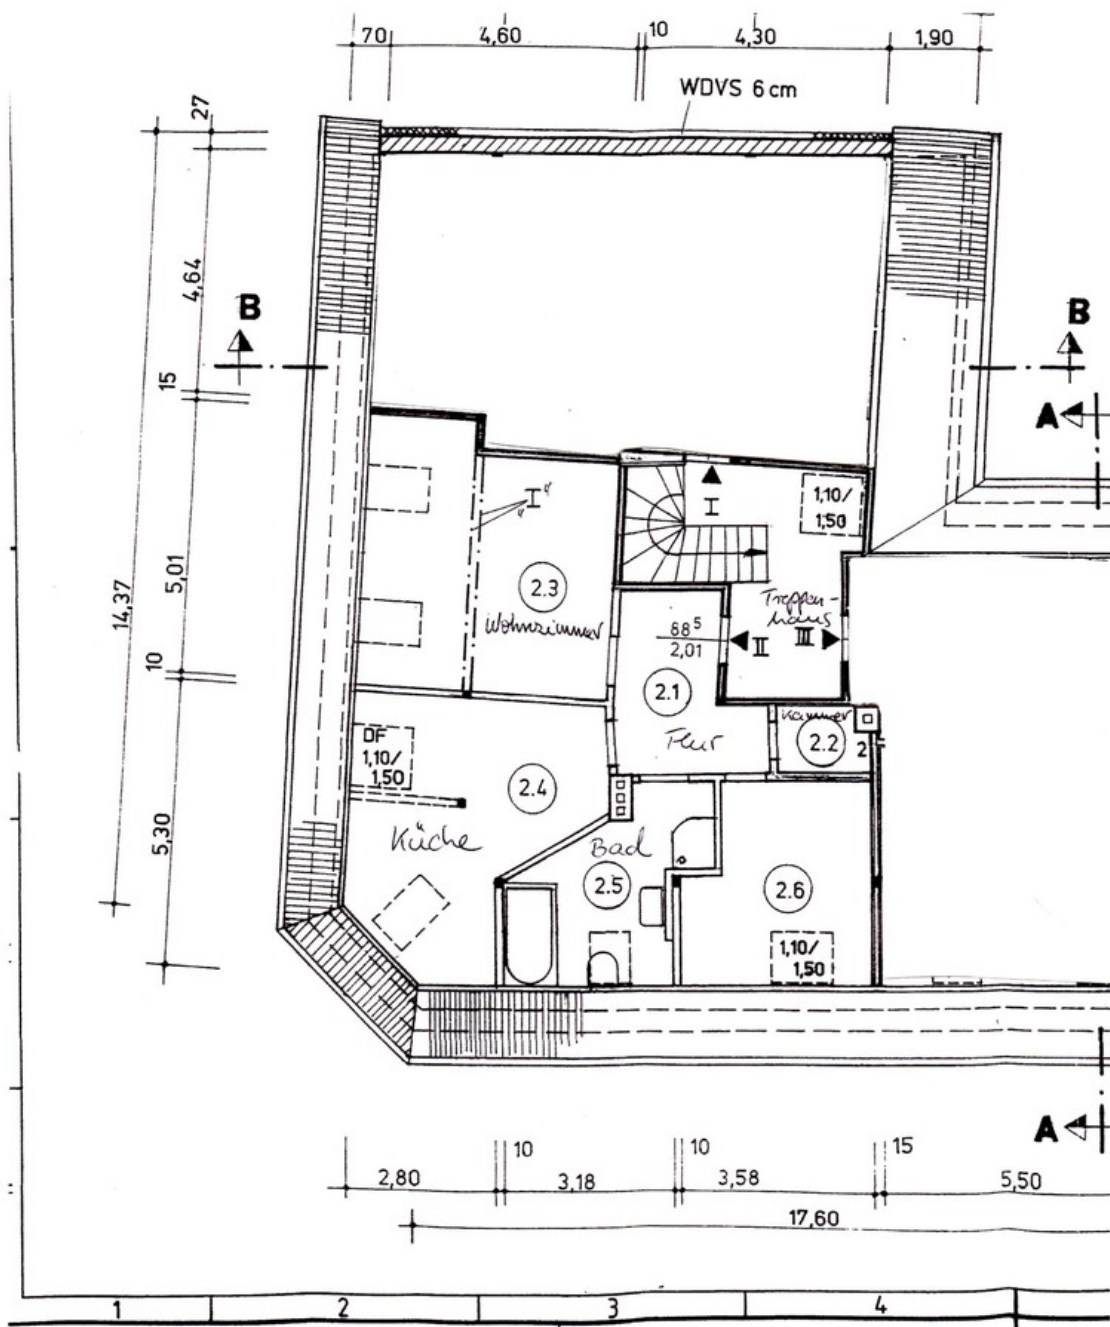 70
4,60
10
4,30
1,90
WDVS 6 cm
27
4,64
B
B
15
A
I
I
1,10/
1,50
5,01
14,37
2.3
Wohnzimmer
Treppen-
haus
88⁵
2,01
II
III
10
2.1
Flur
Kammer
2.2
2
DF
1,10/
1,50
2.4
Küche
5,30
Bad
2.5
2.6
1,10/
1,50
A
10
10
15
2,80
3,18
3,58
5,50
17,60
1
2
3
4